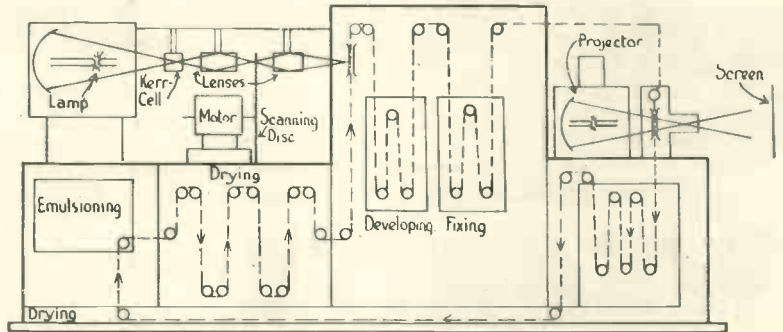 Lamp
Kerr-
Cell
Lenses
Motor
Scanning
Disc
Projector
Screen
Drying
Emulsioning
Developing
Fixing
Drying